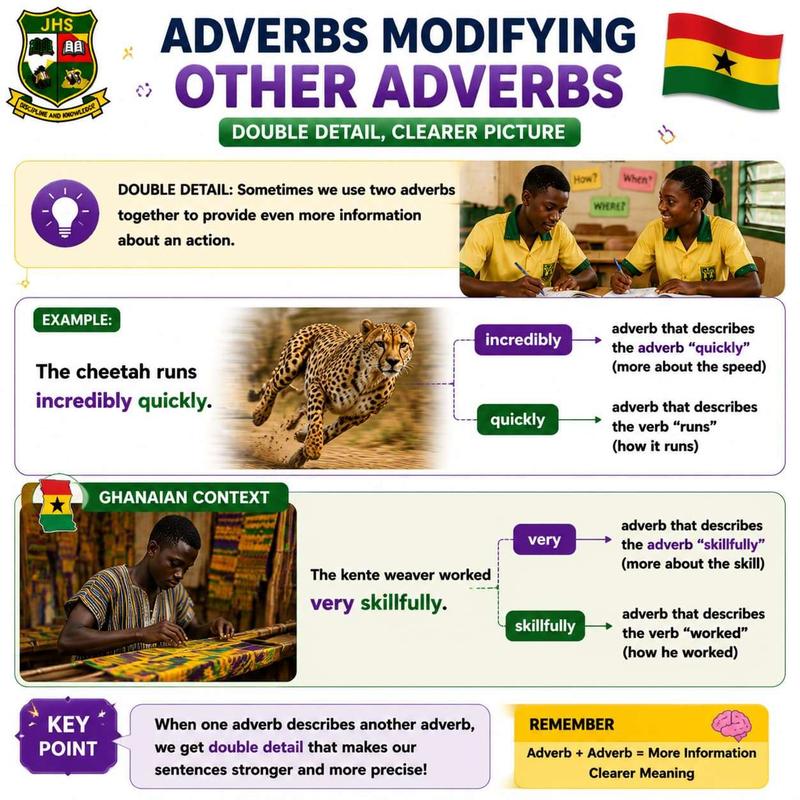 JHS
DISCIPLINE AND KNOWLEDGE
ADVERBS MODIFYING
OTHER ADVERBS
DOUBLE DETAIL, CLEARER PICTURE
DOUBLE DETAIL: Sometimes we use two adverbs
together to provide even more information
about an action.
How?
When?
WHERE?
EXAMPLE:
The cheetah runs
incredibly quickly.
incredibly
adverb that describes
the adverb “quickly”
(more about the speed)
quickly
adverb that describes
the verb “runs”
(how it runs)
GHANAIAN CONTEXT
The kente weaver worked
very skillfully.
very
adverb that describes
the adverb “skillfully”
(more about the skill)
skillfully
adverb that describes
the verb “worked”
(how he worked)
KEY
POINT
When one adverb describes another adverb,
we get double detail that makes our
sentences stronger and more precise!
REMEMBER
Adverb + Adverb = More Information
Clearer Meaning